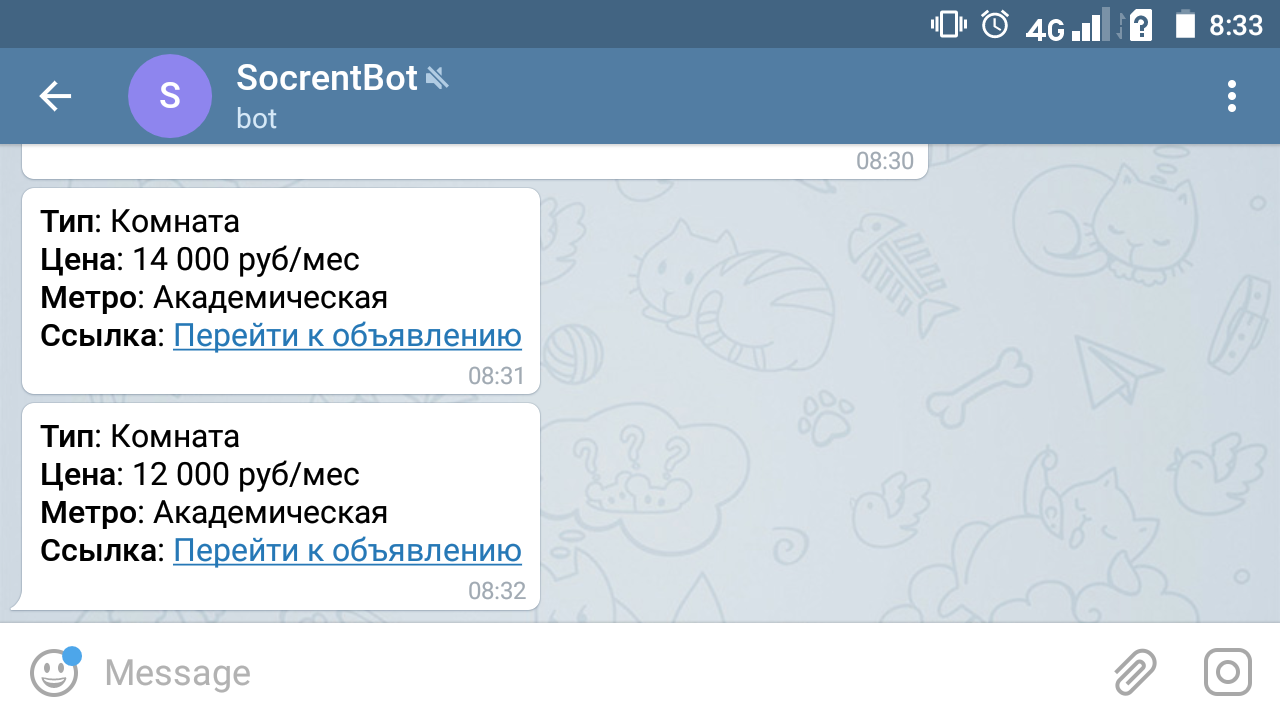 4G 8:33
S
SocrentBot
bot
08:30
Тип: Комната
Цена: 14 000 руб/мес
Метро: Академическая
Ссылка: Перейти к объявлению
08:31
Тип: Комната
Цена: 12 000 руб/мес
Метро: Академическая
Ссылка: Перейти к объявлению
08:32
Message